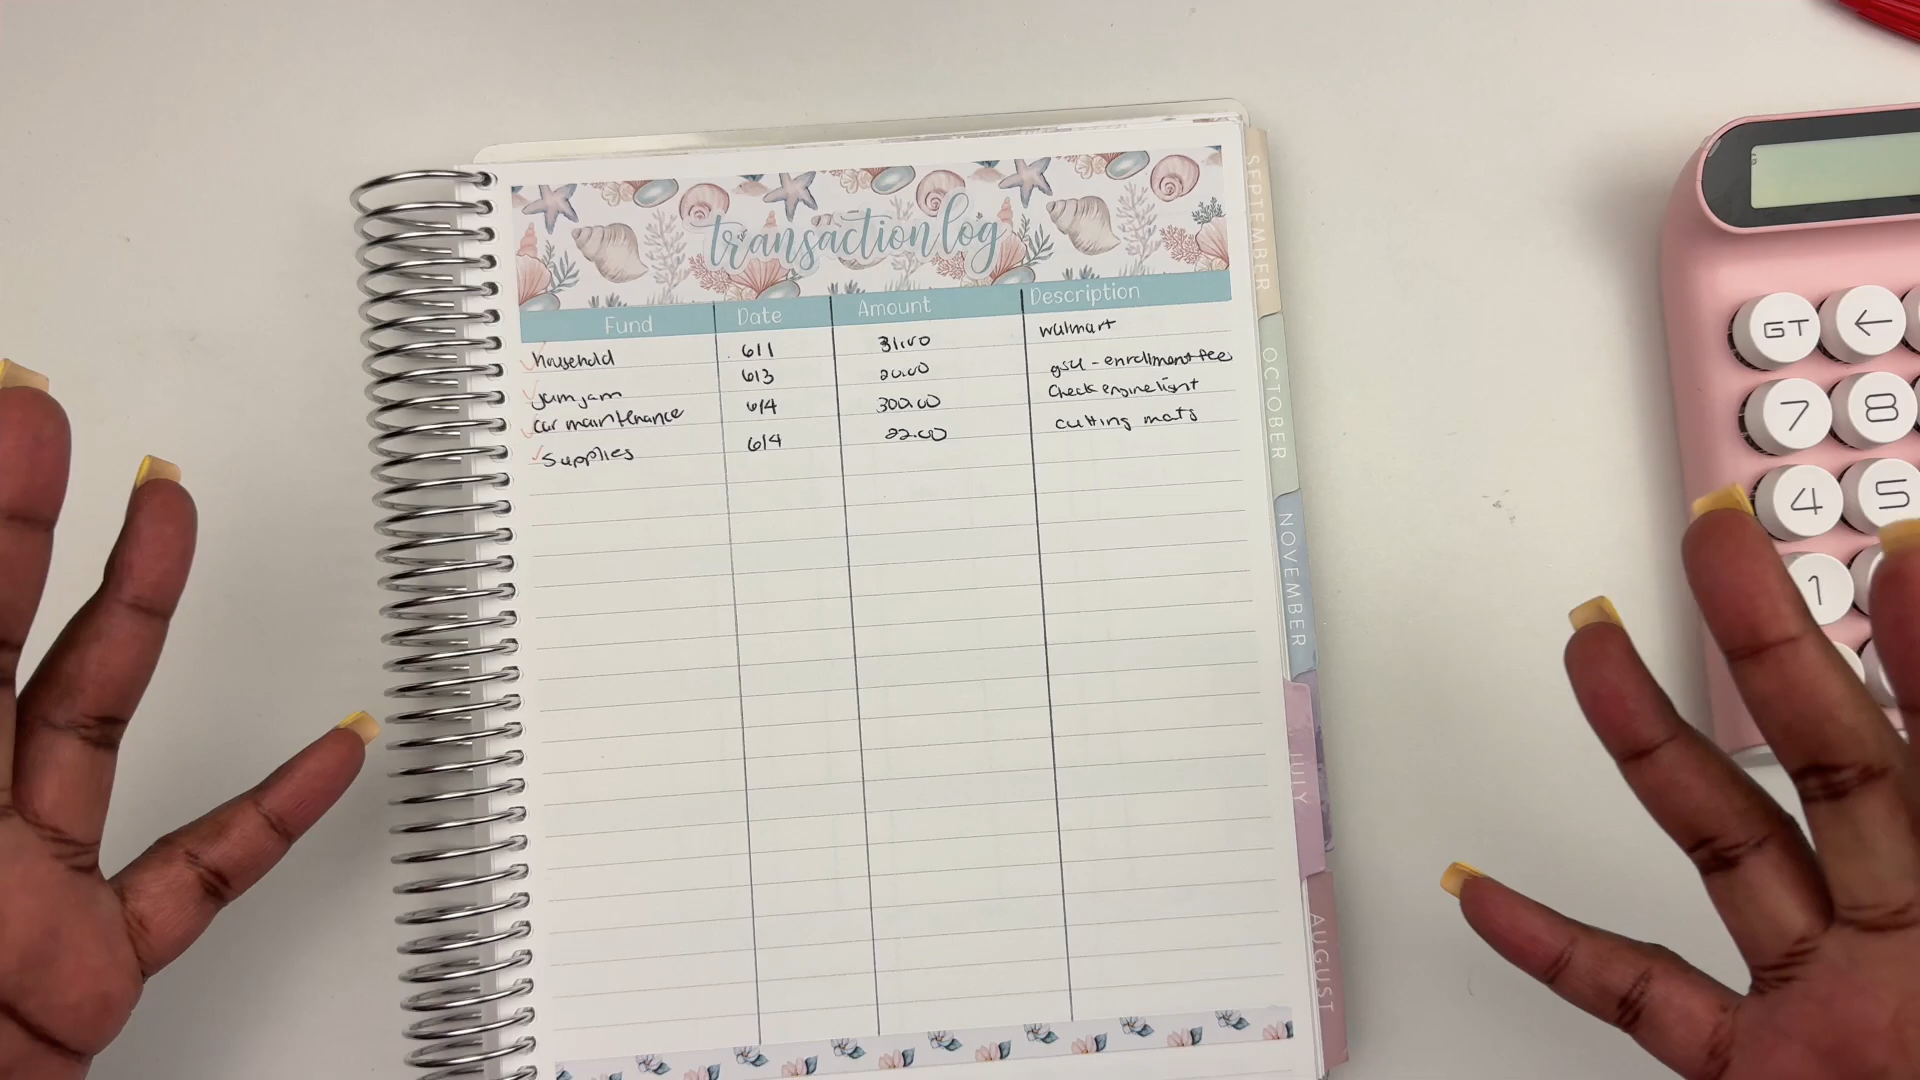 transaction log
Fund Date Amount Description
household 6/1 31.00 walmart
jamjam 6/3 20.00 gsu - enrollment fee
car maintenance 6/4 300.00 Check engine light
Supplies 6/4 22.00 cutting mats
SEPTEMBER
OCTOBER
NOVEMBER
JULY
AUGUST
GT ←
7 8
4 5
1